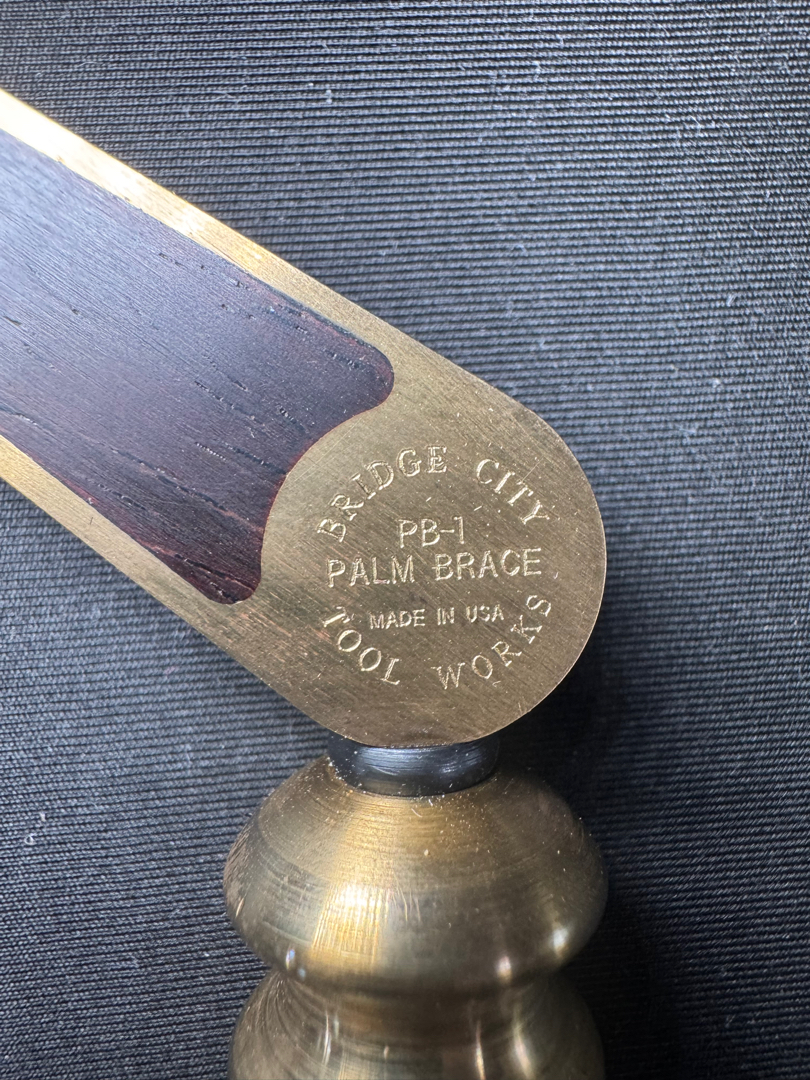 BRIDGE CITY
PB-1
PALM BRACE
MADE IN USA
TOOL WORKS